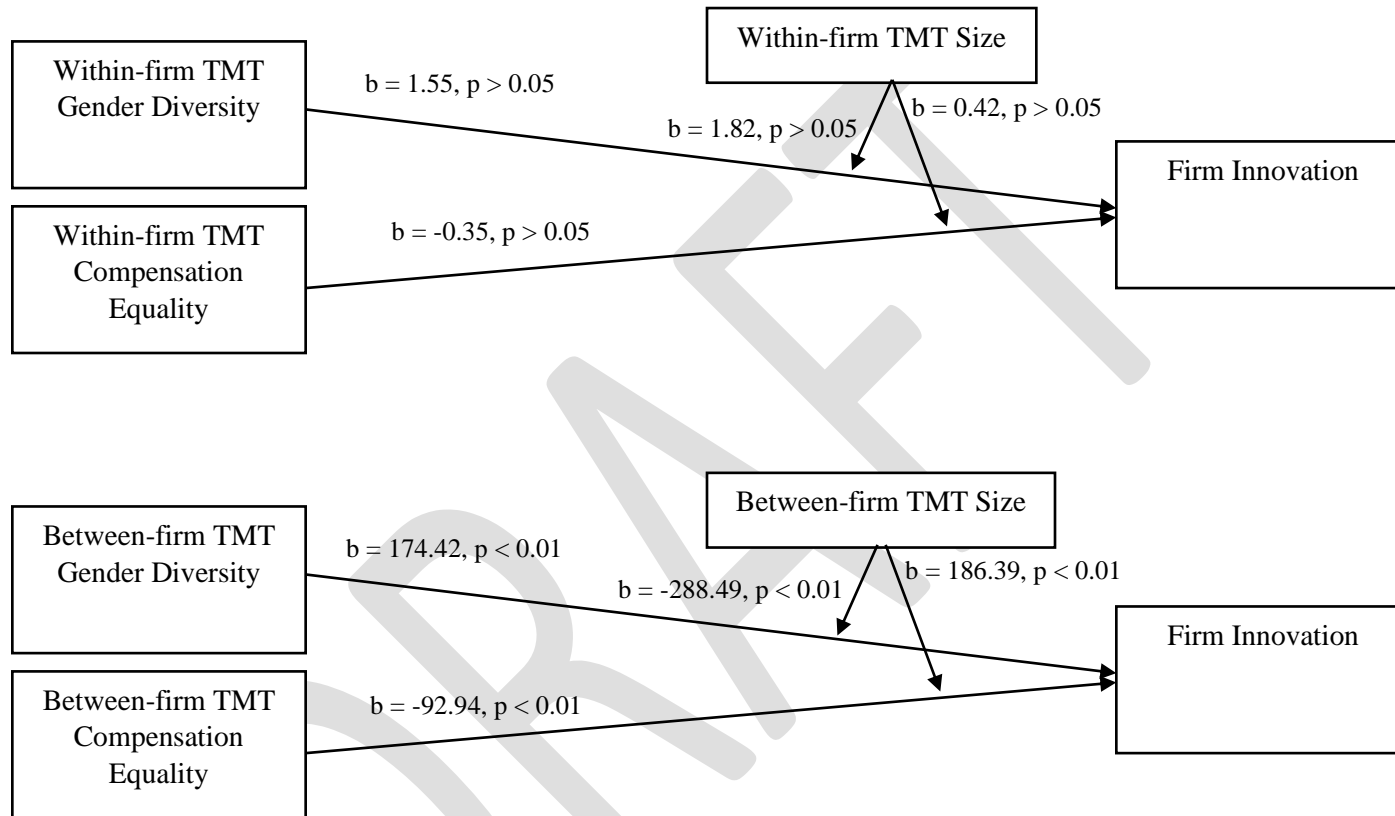 Within-firm TMT Size
Within-firm TMT
Gender Diversity
b = 1.55, p > 0.05
b = 0.42, p > 0.05
b = 1.82, p > 0.05
Firm Innovation
Within-firm TMT
Compensation
Equality
b = -0.35, p > 0.05
Between-firm TMT Size
Between-firm TMT
Gender Diversity
b = 174.42, p < 0.01
b = 186.39, p < 0.01
b = -288.49, p < 0.01
Firm Innovation
Between-firm TMT
Compensation
Equality
b = -92.94, p < 0.01
DRAFT